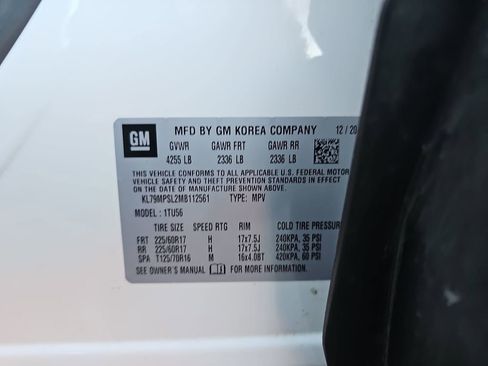 GM
MFD BY GM KOREA COMPANY 12/20
GVWR GAWR FRT GAWR RR
4255 LB 2336 LB 2336 LB
THIS VEHICLE CONFORMS TO ALL APPLICABLE U.S. FEDERAL MOTOR
VEHICLE SAFETY AND THEFT PREVENTION STANDARDS IN EFFECT ON
THE DATE OF MANUFACTURE SHOWN ABOVE.
KL79MPSL2MB112561 TYPE: MPV
MODEL: 1TU56
TIRE SIZE SPEED RTG RIM COLD TIRE PRESSUR
FRT 225/60R17 H 17x7.5J 240KPA, 35 PSI
RR 225/60R17 H 17x7.5J 240KPA, 35 PSI
SPA T125/70R16 M 16x4.0BT 420KPA, 60 PSI
SEE OWNER'S MANUAL FOR MORE INFORMATION.